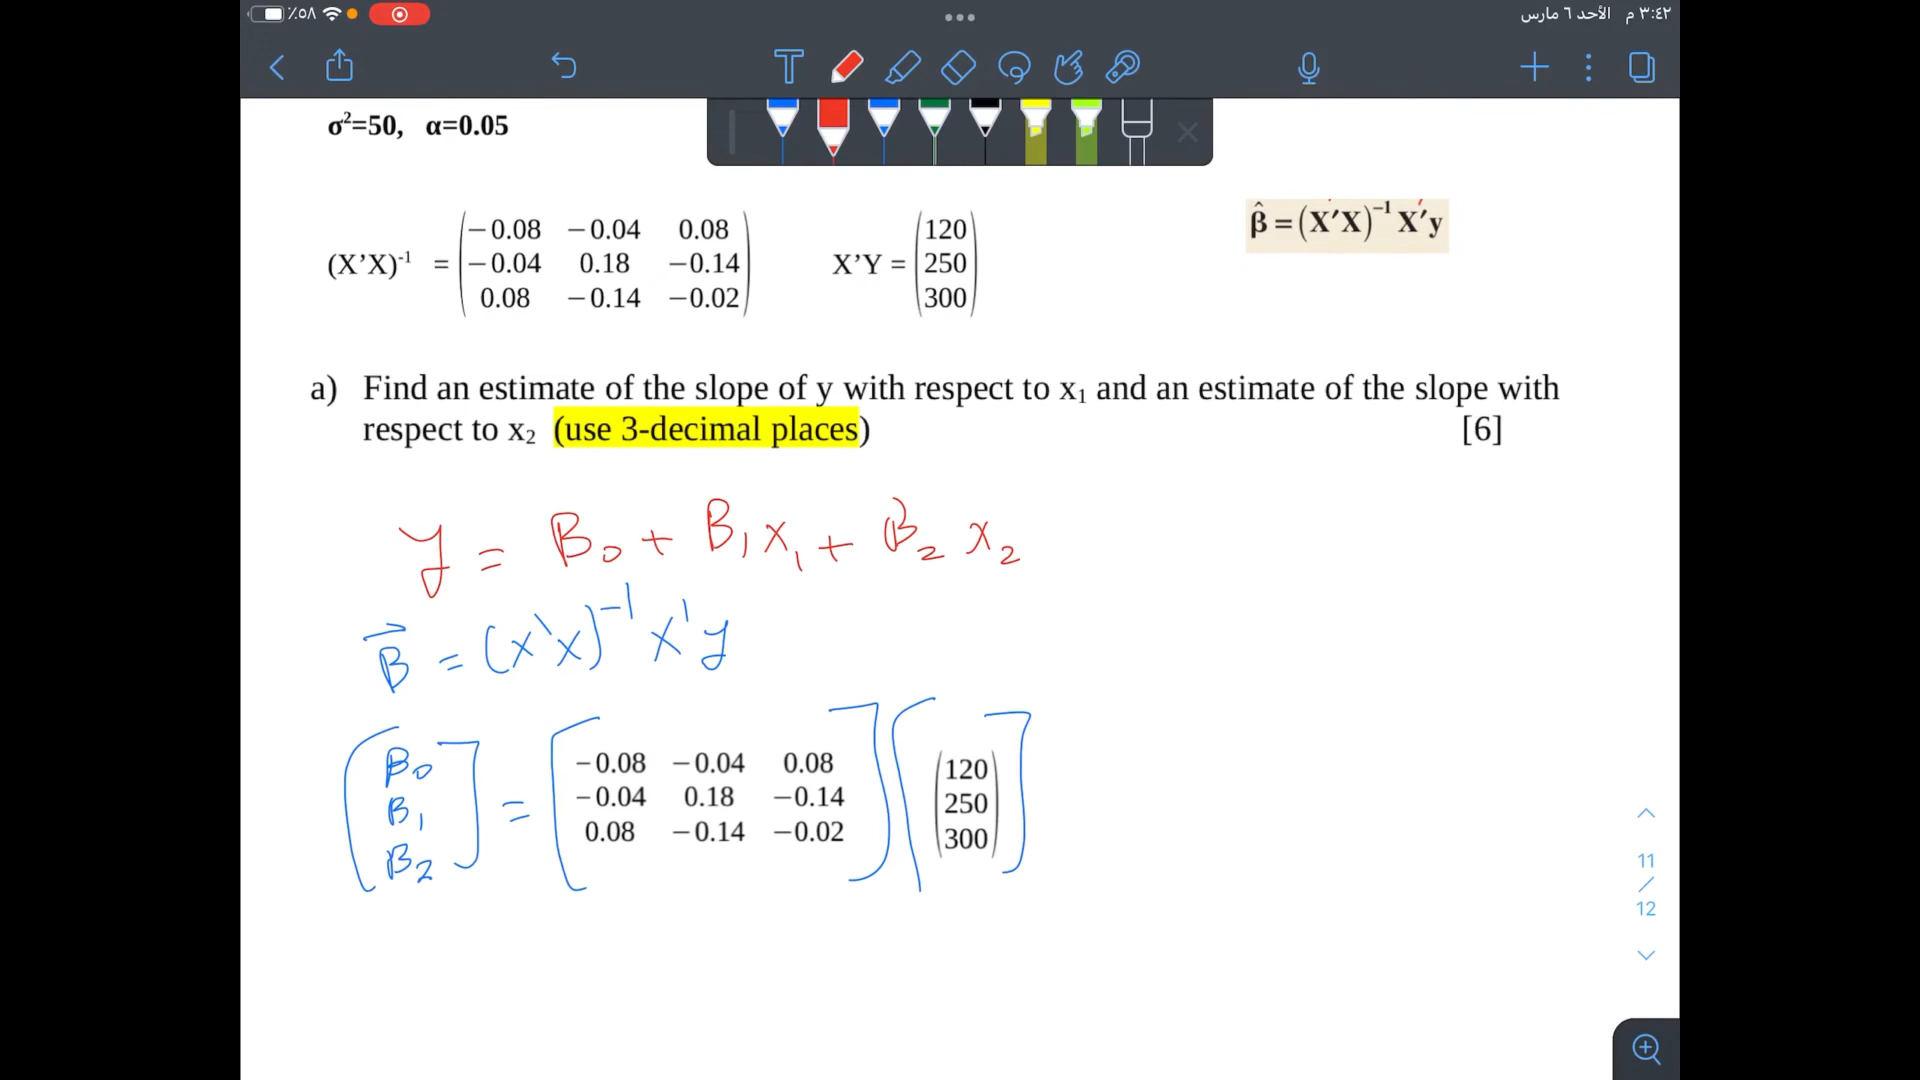 ٪٥٨ الأحد ٦ مارس ٣:٤٢ م
σ²=50, α=0.05
β̂ = (X′X)⁻¹ X′y
(X’X)⁻¹ = X’Y =
−0.08 −0.04 0.08
−0.04 0.18 −0.14
0.08 −0.14 −0.02
120
250
300
a) Find an estimate of the slope of y with respect to x₁ and an estimate of the slope with
respect to x₂ (use 3-decimal places) [6]
y = B₀ + B₁x₁ + B₂x₂
B = (x'x)⁻¹ x'y
B₀
B₁
B₂
=
−0.08 −0.04 0.08
−0.04 0.18 −0.14
0.08 −0.14 −0.02
120
250
300
11
/
12